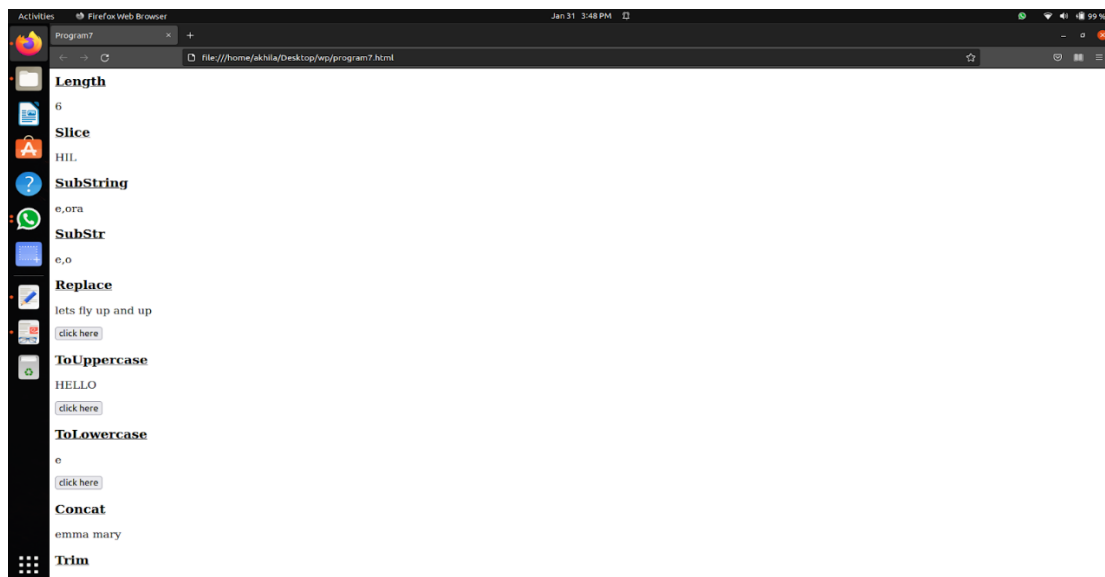 Activities Firefox Web Browser Jan 31 3:48 PM 99 %
Program7
file:///home/akhila/Desktop/wp/program7.html
Length
6
Slice
HIL
SubString
e,ora
SubStr
e,o
Replace
lets fly up and up
click here
ToUppercase
HELLO
click here
ToLowercase
e
click here
Concat
emma mary
Trim